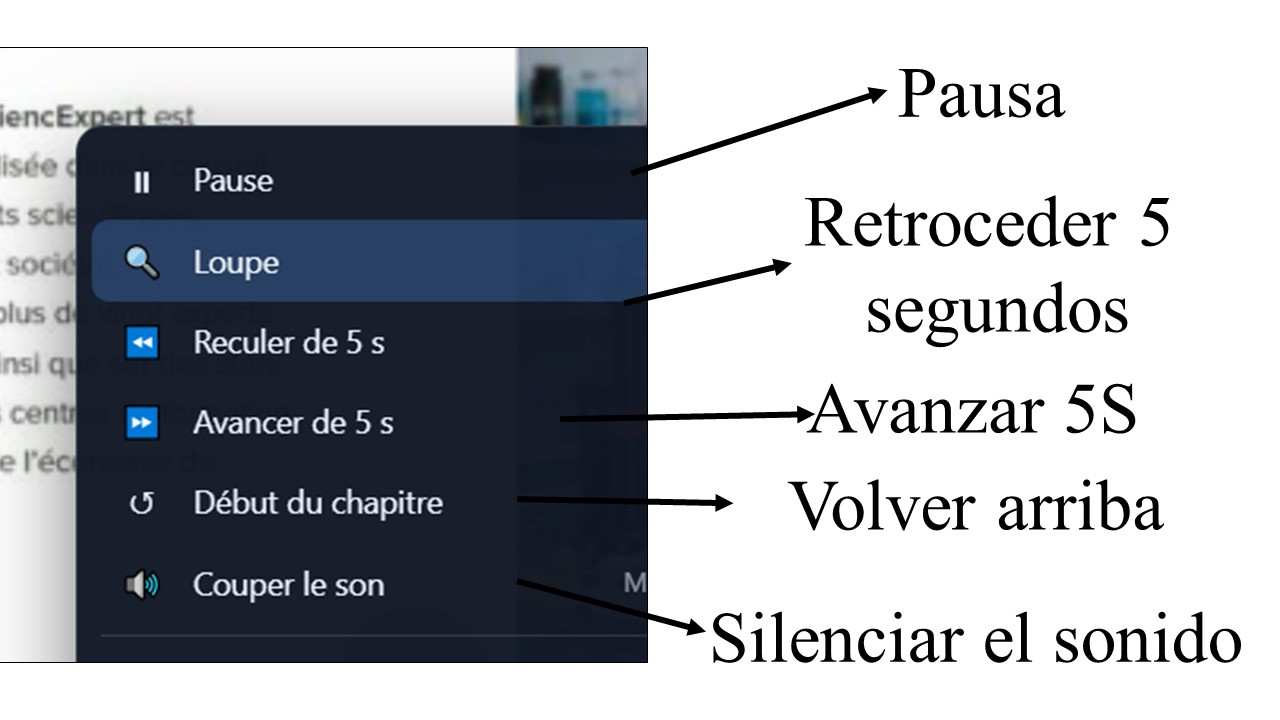 iencExpert est
Pause
Loupe
Reculer de 5 s
Avancer de 5 s
Début du chapitre
Couper le son
M
lisée d
ts scie
socié
plus de
insi qu
centr
e l'éco
Pausa
Retroceder 5
segundos
Avanzar 5S
Volver arriba
Silenciar el sonido